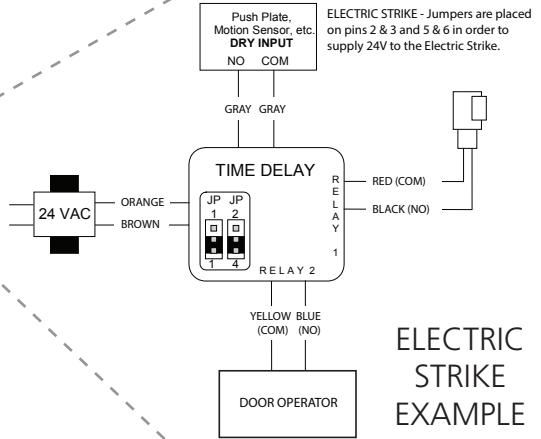 Push Plate,
Motion Sensor, etc.
DRY INPUT
NO COM
ELECTRIC STRIKE - Jumpers are placed
on pins 2 & 3 and 5 & 6 in order to
supply 24V to the Electric Strike.
GRAY GRAY
TIME DELAY
RELAY 1
RED (COM)
BLACK (NO)
24 VAC
ORANGE
BROWN
JP JP
1 2
1 4
RELAY 2
YELLOW BLUE
(COM) (NO)
DOOR OPERATOR
ELECTRIC
STRIKE
EXAMPLE